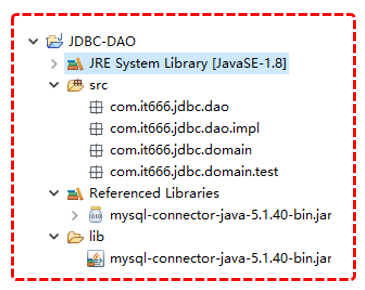 JDBC-DAO
JRE System Library [JavaSE-1.8]
src
com.it666.jdbc.dao
com.it666.jdbc.dao.impl
com.it666.jdbc.domain
com.it666.jdbc.domain.test
Referenced Libraries
mysql-connector-java-5.1.40-bin.jar
lib
mysql-connector-java-5.1.40-bin.jar